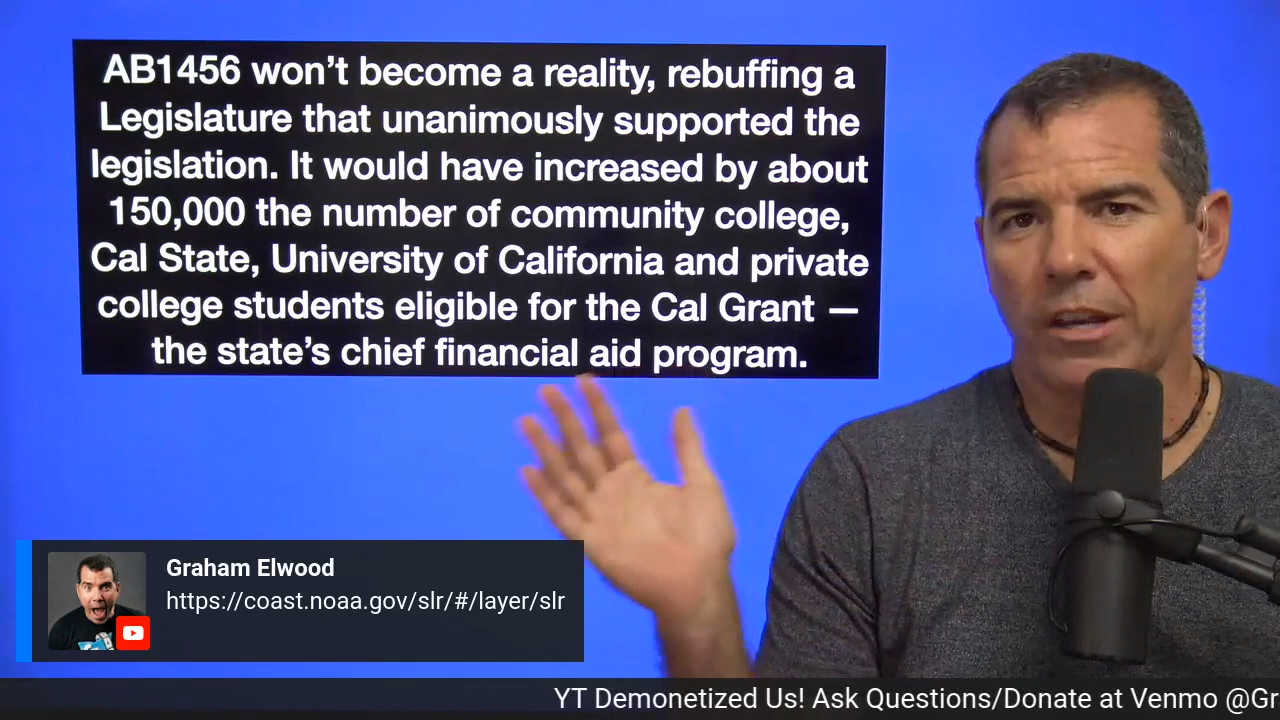 AB1456 won't become a reality, rebuffing a
Legislature that unanimously supported the
legislation. It would have increased by about
150,000 the number of community college,
Cal State, University of California and private
college students eligible for the Cal Grant —
the state's chief financial aid program.
Graham Elwood
https://coast.noaa.gov/slr/#/layer/slr
YT Demonetized Us! Ask Questions/Donate at Venmo @Gr